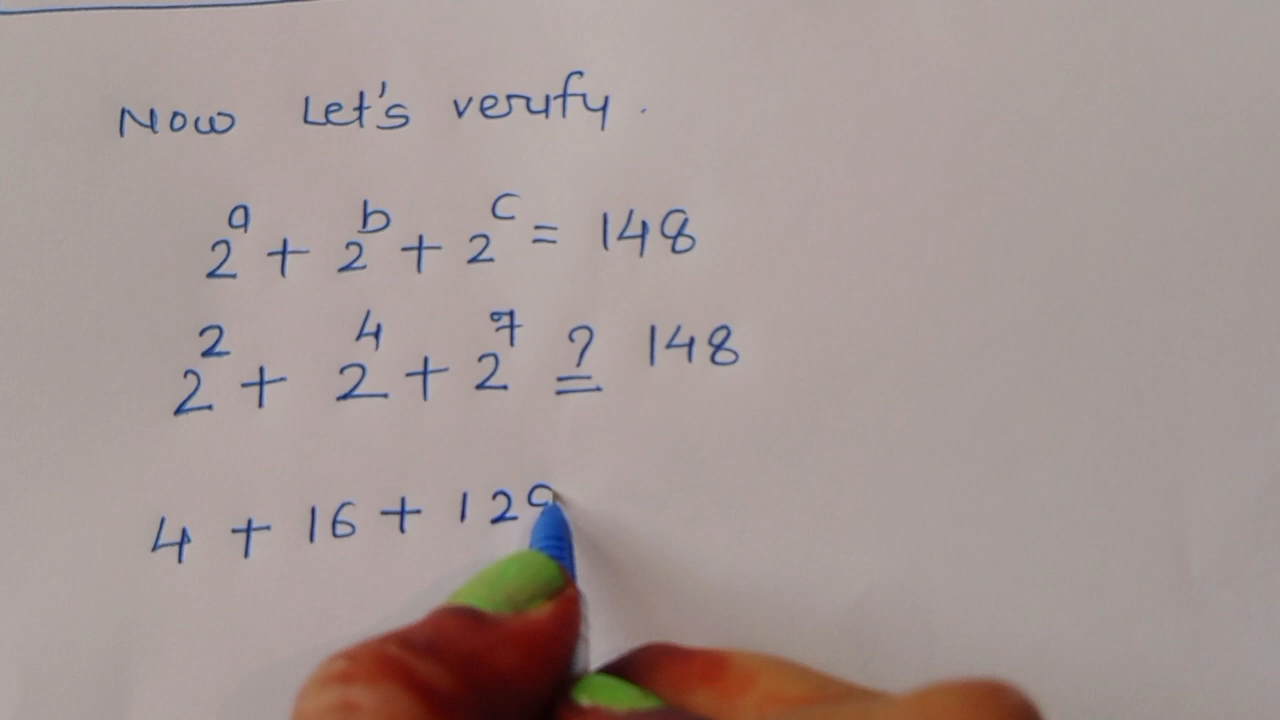 Now Let's verify.
2^a + 2^b + 2^c = 148
2^2 + 2^4 + 2^7 ≟ 148
4 + 16 + 12